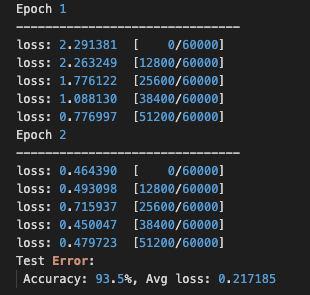 Epoch 1
-------------------------------
loss: 2.291381  [    0/60000]
loss: 2.263249  [12800/60000]
loss: 1.776122  [25600/60000]
loss: 1.088130  [38400/60000]
loss: 0.776997  [51200/60000]
Epoch 2
-------------------------------
loss: 0.464390  [    0/60000]
loss: 0.493098  [12800/60000]
loss: 0.715937  [25600/60000]
loss: 0.450047  [38400/60000]
loss: 0.479723  [51200/60000]
Test Error:
Accuracy: 93.5%, Avg loss: 0.217185